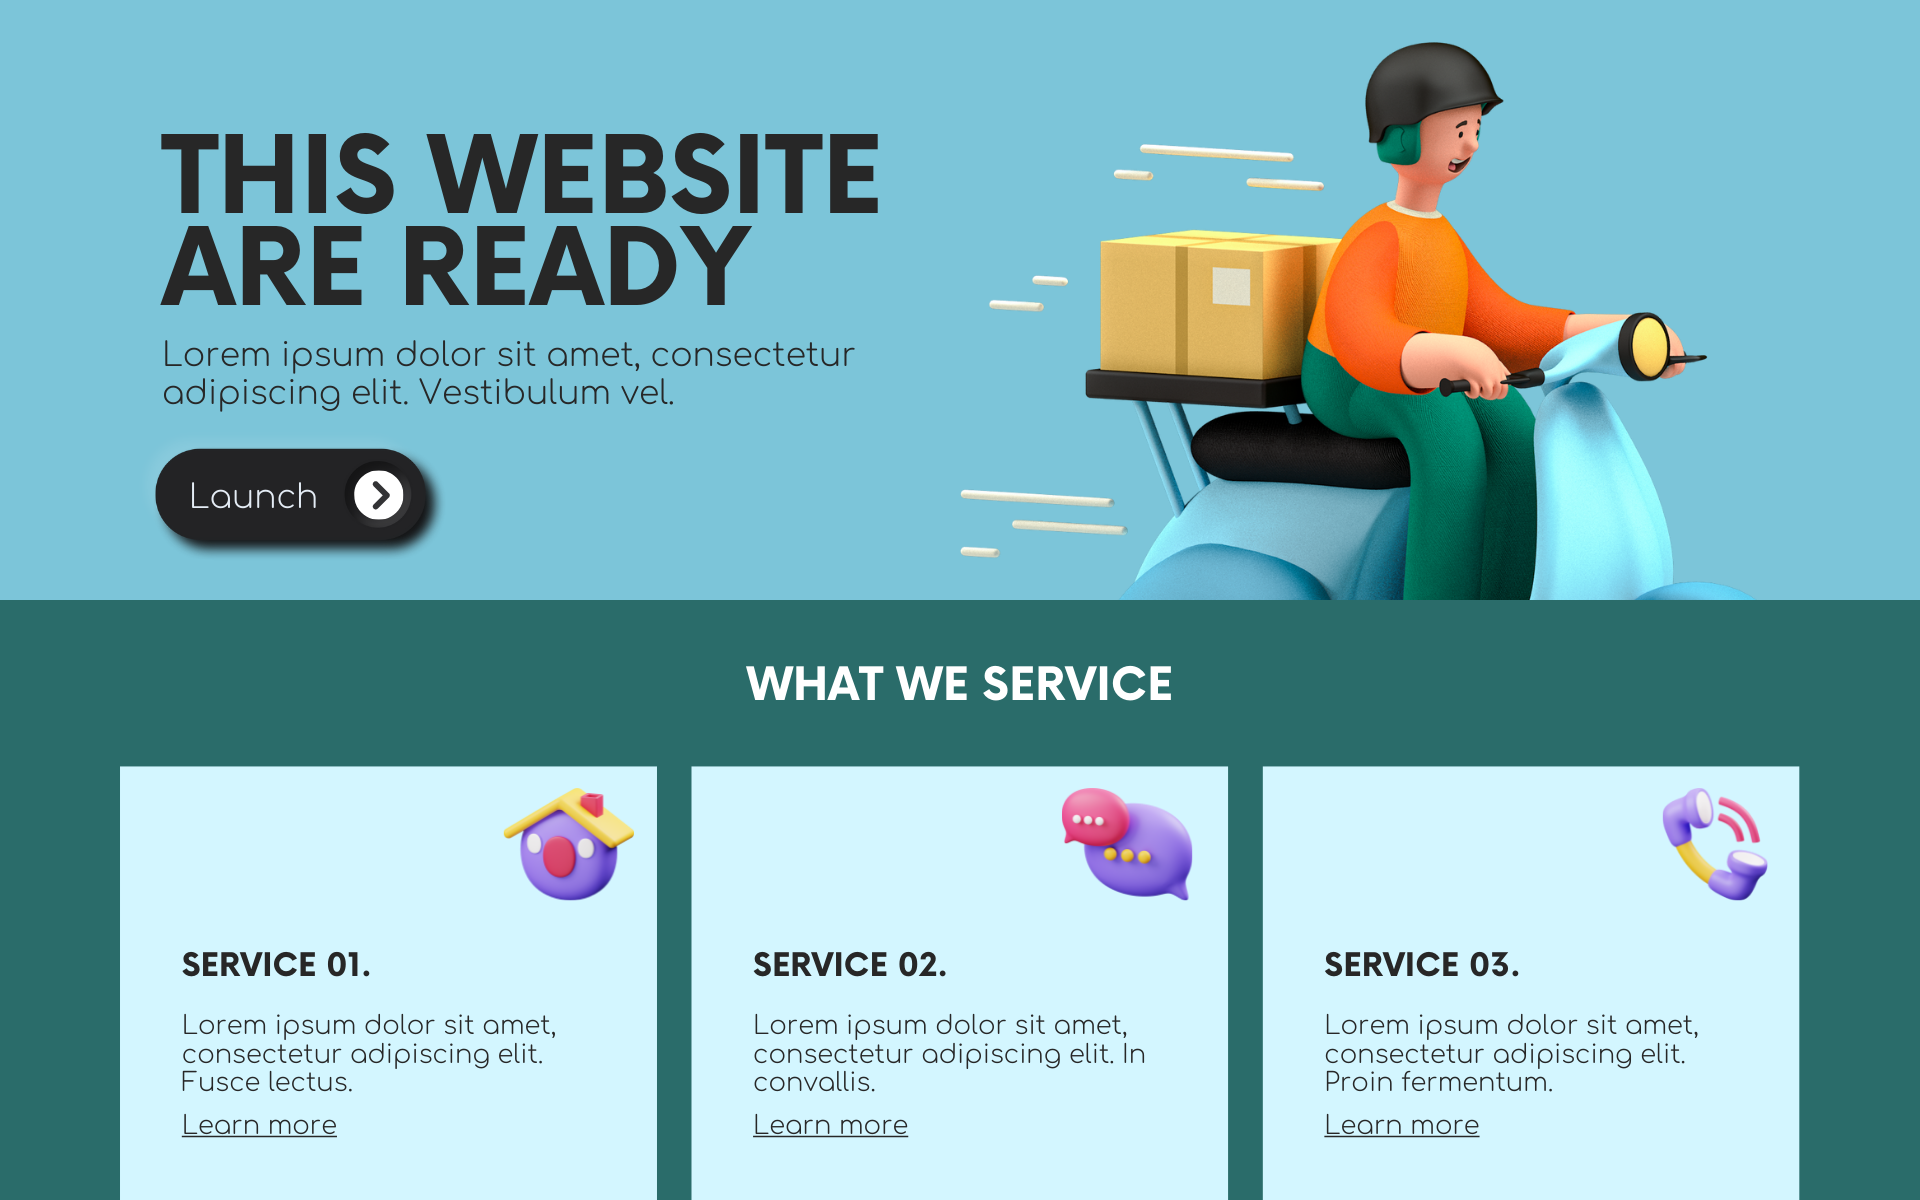 THIS WEBSITE
ARE READY
Lorem ipsum dolor sit amet, consectetur
adipiscing elit. Vestibulum vel.
Launch
WHAT WE SERVICE
SERVICE 01.
Lorem ipsum dolor sit amet,
consectetur adipiscing elit.
Fusce lectus.
Learn more
SERVICE 02.
Lorem ipsum dolor sit amet,
consectetur adipiscing elit. In
convallis.
Learn more
SERVICE 03.
Lorem ipsum dolor sit amet,
consectetur adipiscing elit.
Proin fermentum.
Learn more